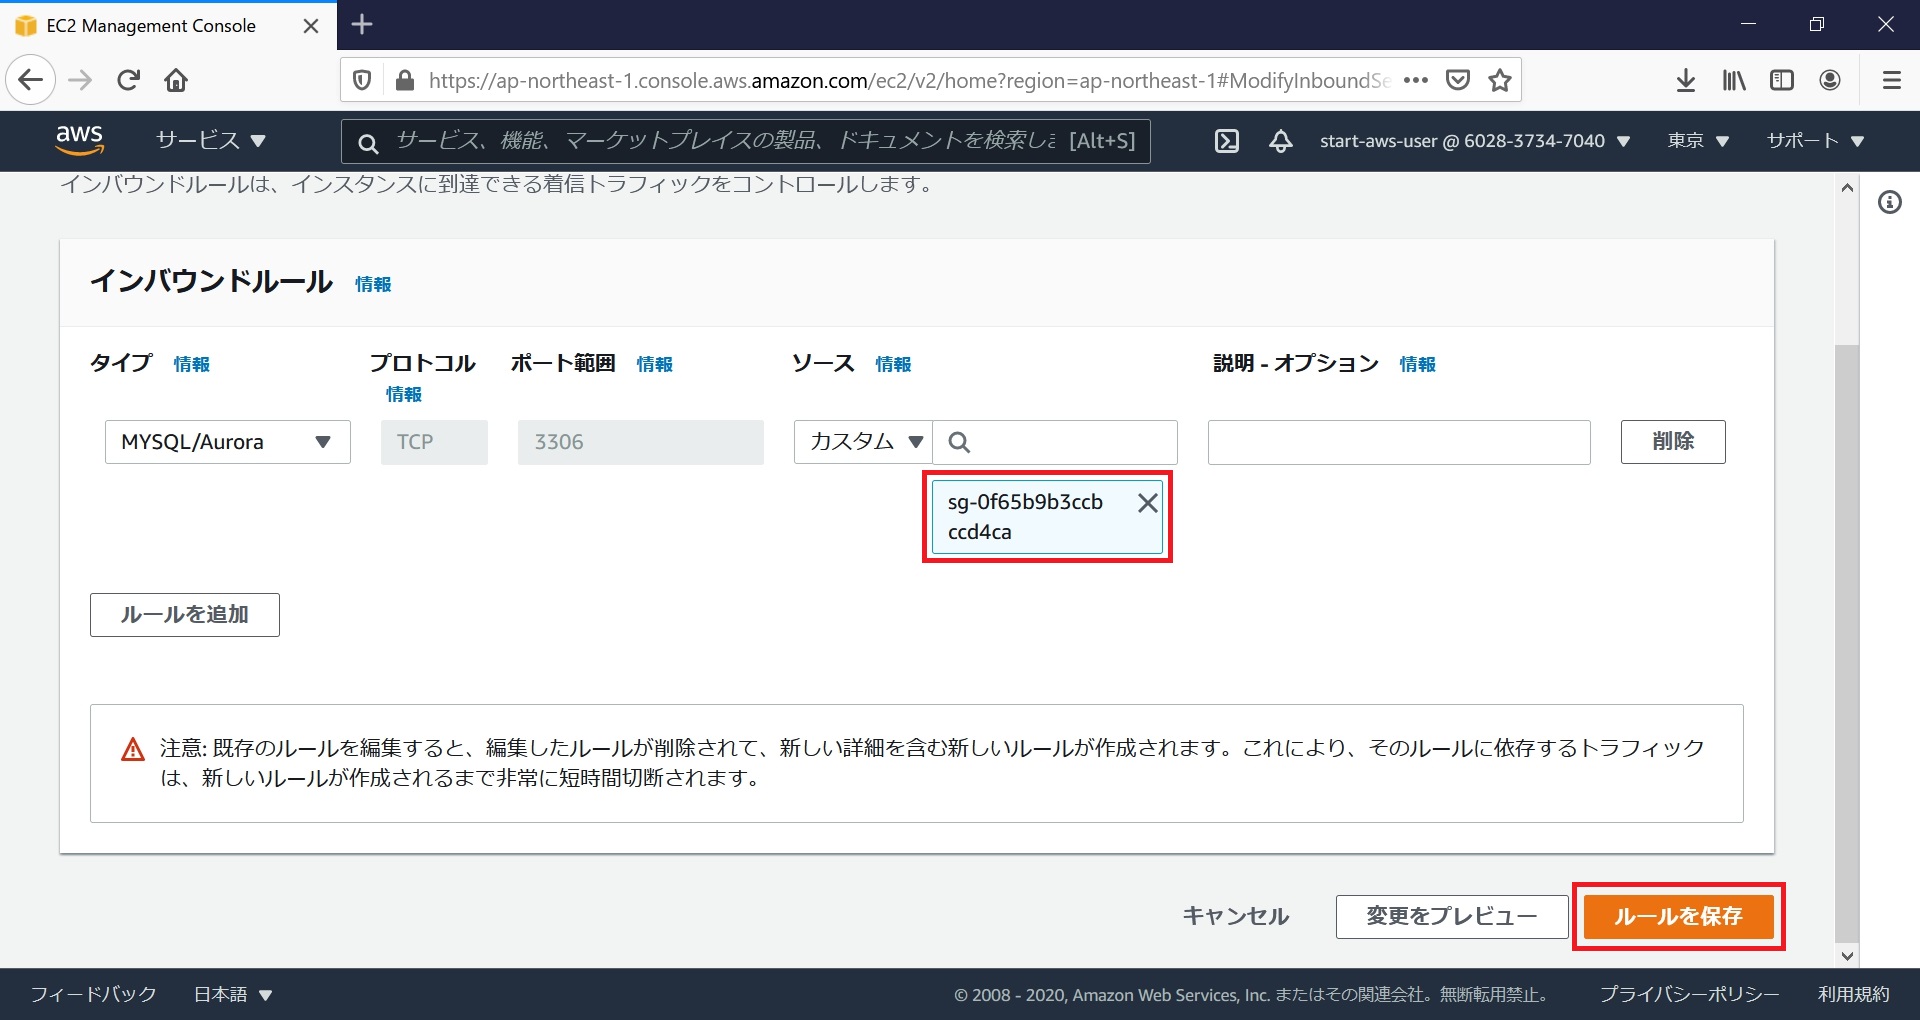 EC2 Management Console
https://ap-northeast-1.console.aws.amazon.com/ec2/v2/home?region=ap-northeast-1#ModifyInboundSe
aws サービス サービス、機能、マーケットプレイスの製品、ドキュメントを検索しま [Alt+S] start-aws-user @ 6028-3734-7040 東京 サポート
インバウンドルールは、インスタンスに到達できる着信トラフィックをコントロールします。
インバウンドルール 情報
タイプ 情報 プロトコル 情報 ポート範囲 情報 ソース 情報 説明 - オプション 情報
MYSQL/Aurora TCP 3306 カスタム 削除
sg-0f65b9b3ccb
ccd4ca
ルールを追加
注意: 既存のルールを編集すると、編集したルールが削除されて、新しい詳細を含む新しいルールが作成されます。これにより、そのルールに依存するトラフィック
は、新しいルールが作成されるまで非常に短時間切断されます。
キャンセル 変更をプレビュー ルールを保存
フィードバック 日本語 © 2008 - 2020, Amazon Web Services, Inc. またはその関連会社。無断転用禁止。 プライバシーポリシー 利用規約